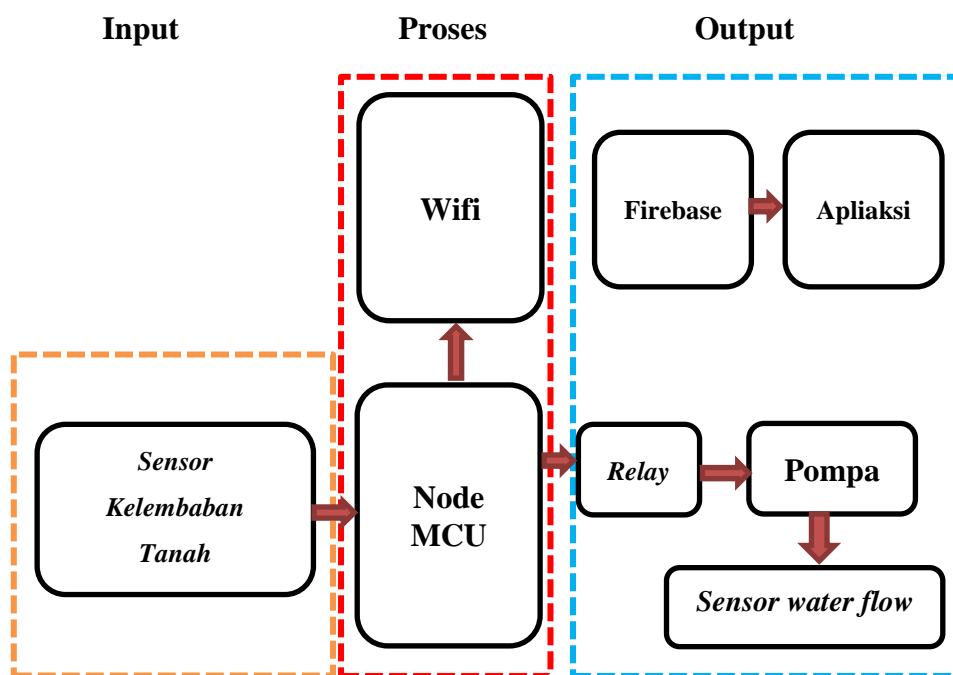 Input
Proses
Output
Wifi
Firebase
Apliaksi
Sensor
Kelembaban
Tanah
Node
MCU
Relay
Pompa
Sensor water flow